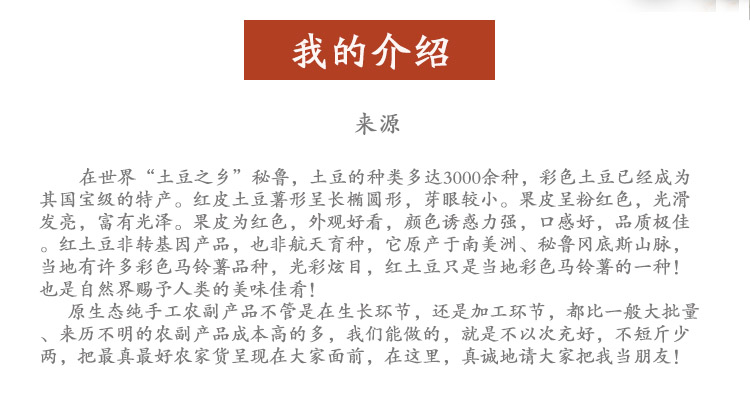 我的介绍
来源
在世界“土豆之乡”秘鲁，土豆的种类多达3000余种，彩色土豆已经成为
其国宝级的特产。红皮土豆薯形呈长椭圆形，芽眼较小。果皮呈粉红色，光滑
发亮，富有光泽。果皮为红色，外观好看，颜色诱惑力强，口感好，品质极佳
。红土豆非转基因产品，也非航天育种，它原产于南美洲、秘鲁冈底斯山脉，
当地有许多彩色马铃薯品种，光彩炫目，红土豆只是当地彩色马铃薯的一种！
也是自然界赐予人类的美味佳肴！
原生态纯手工农副产品不管是在生长环节，还是加工环节，都比一般大批量
、来历不明的农副产品成本高的多，我们能做的，就是不以次充好，不短斤少
两，把最真最好农家货呈现在大家面前，在这里，真诚地请大家把我当朋友！